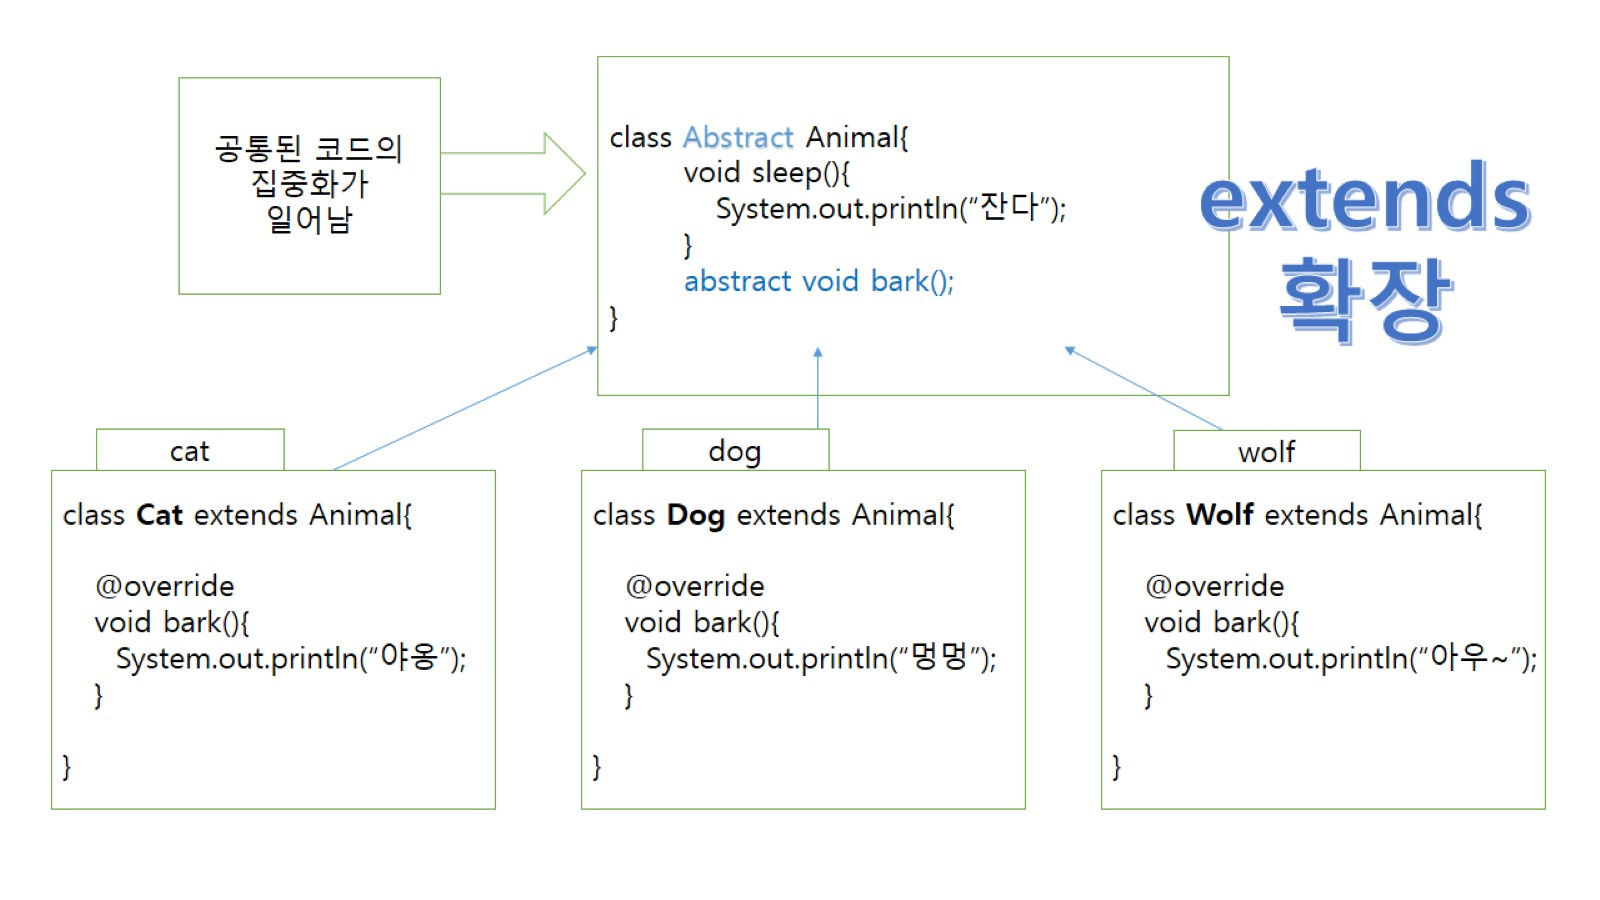 공통된 코드의
집중화가
일어남
class Abstract Animal{
void sleep(){
System.out.println(“잔다”);
}
abstract void bark();
}
extends
확장
cat
class Cat extends Animal{
@override
void bark(){
System.out.println(“야옹”);
}
}
dog
class Dog extends Animal{
@override
void bark(){
System.out.println(“멍멍”);
}
}
wolf
class Wolf extends Animal{
@override
void bark(){
System.out.println(“아우~”);
}
}